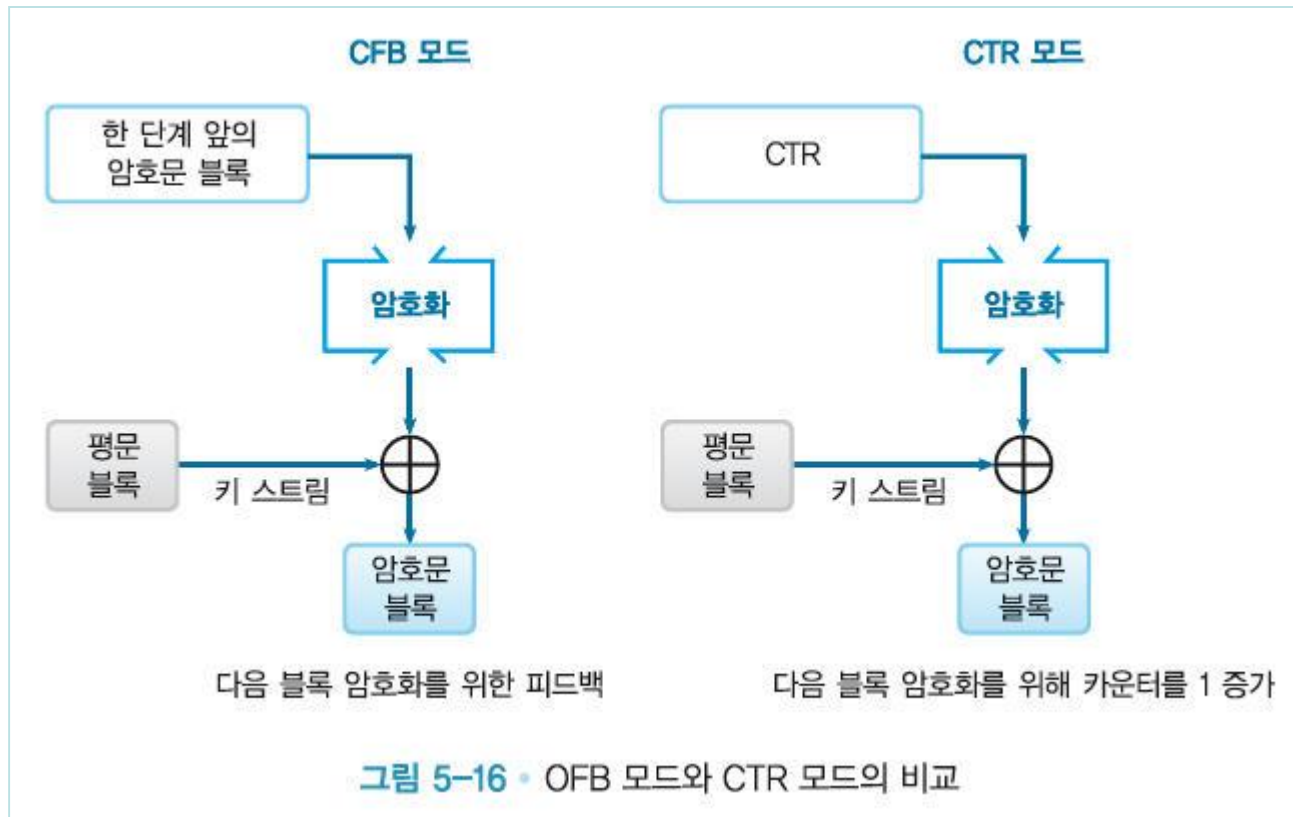 CFB 모드
한 단계 앞의
암호문 블록
암호화
평문
블록
키 스트림
암호문
블록
다음 블록 암호화를 위한 피드백
CTR 모드
CTR
암호화
평문
블록
키 스트림
암호문
블록
다음 블록 암호화를 위해 카운터를 1 증가
그림 5-16 • OFB 모드와 CTR 모드의 비교